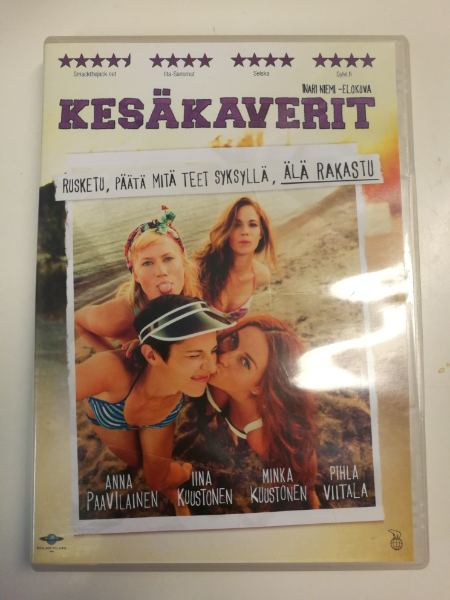 Smackthejack.net
Ilta-Sanomat
Seiska
Sylvi.fi
INARI NIEMI -ELOKUVA
KESÄKAVERIT
RUSKETU, PÄÄTÄ MITÄ TEET SYKSYLLÄ, ÄLÄ RAKASTU
ANNA PAAVILAINEN
IINA KUUSTONEN
MINKA KUUSTONEN
PIHLA VIITALA